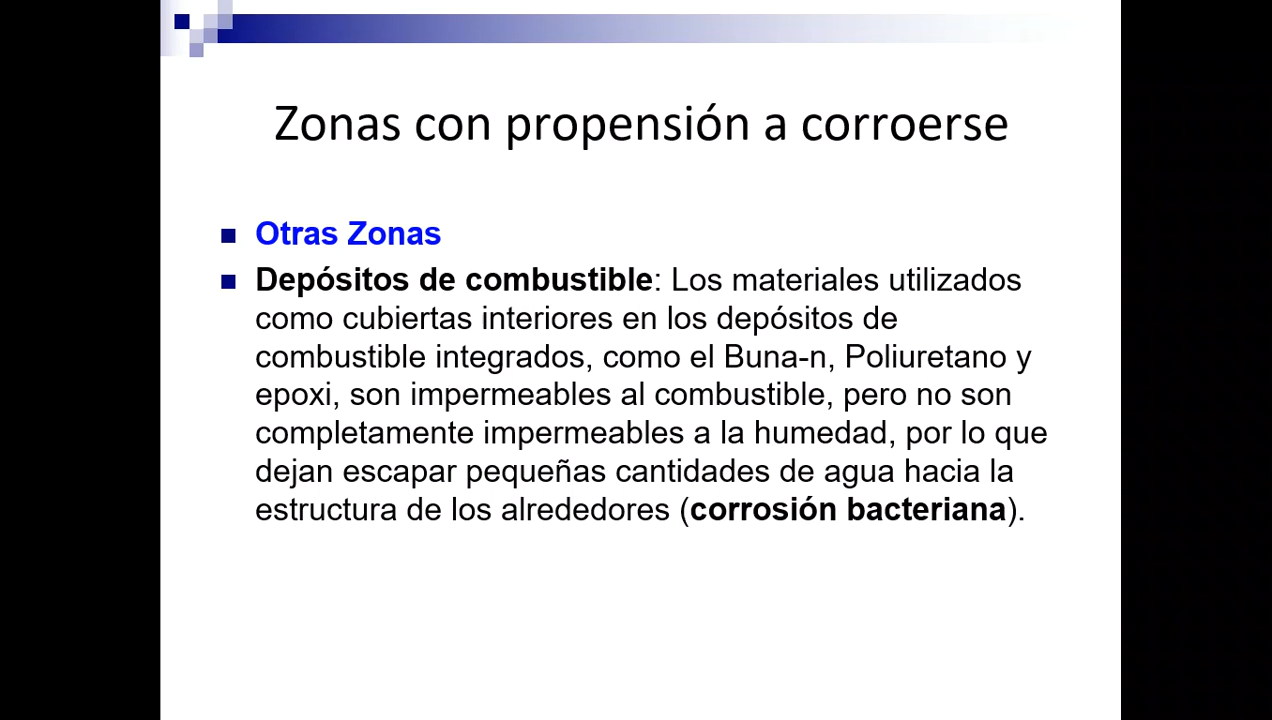 Zonas con propensión a corroerse
Otras Zonas
Depósitos de combustible: Los materiales utilizados
como cubiertas interiores en los depósitos de
combustible integrados, como el Buna-n, Poliuretano y
epoxi, son impermeables al combustible, pero no son
completamente impermeables a la humedad, por lo que
dejan escapar pequeñas cantidades de agua hacia la
estructura de los alrededores (corrosión bacteriana).